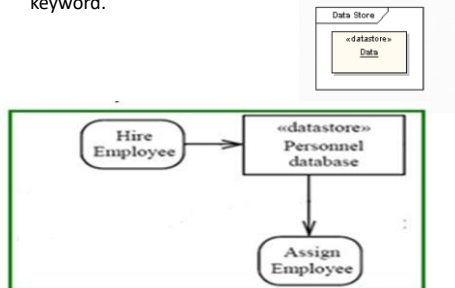 keyword.
Data Store
«datastore»
Data
Hire
Employee
«datastore»
Personnel
database
Assign
Employee